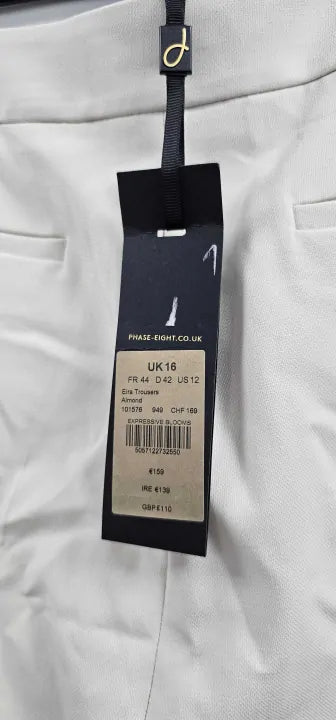 PHASE-EIGHT.CO.UK
UK16
FR 44 D 42 US 12
Eira Trousers
Almond
101576 949 CHF 169
EXPRESSIVE BLOOMS
5057122732550
€159
IRE €139
GBP £110